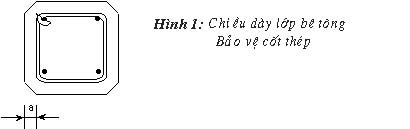 Hình 1: Chiều dày lớp bê tông
Bảo vệ cốt thép
a